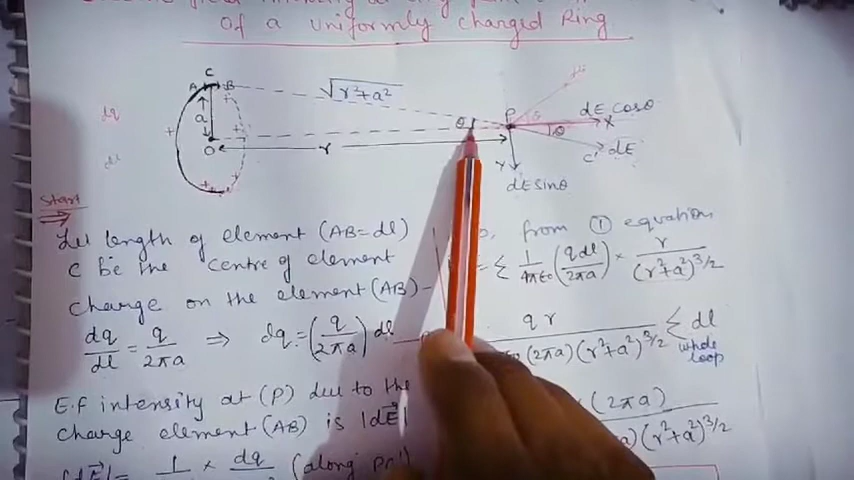 Of a uniformly charged Ring
C
A B
√r²+a²
dq
a
θ
P
θ
dE cosθ
X
θ
O
r
C' dE
dl
Y
dE sinθ
Start
Let length of element (AB=dl)
C be the centre of element
charge on the element (AB) -
dq/dl = q/2πa ⇒ dq = (q/2πa) dl
E.f intensity at (P) due to the
charge element (AB) is |dE⃗|
|dE⃗| = 1 × dq (along PC')
from ① equation
= Σ 1/4πε₀ (q dl/2πa) × r/(r²+a²)^3/2
q r/(2πa)(r²+a²)^3/2 Σ dl
whole
loop
× (2πa)
(r²+a²)^3/2